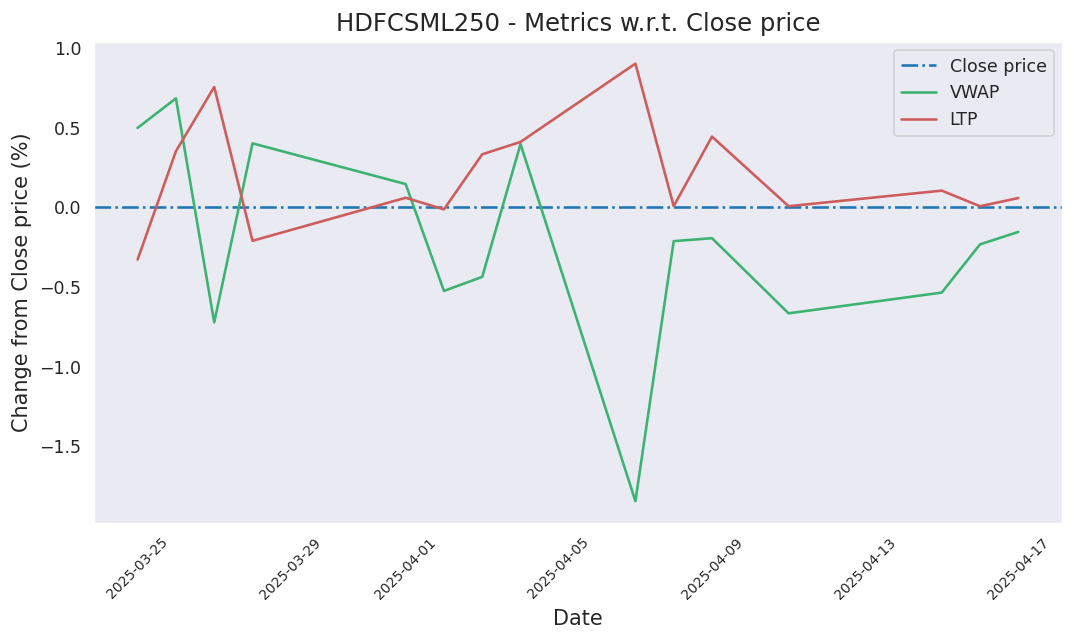 HDFCSML250 - Metrics w.r.t. Close price
Change from Close price (%)
1.0
0.5
0.0
−0.5
−1.0
−1.5
Close price
VWAP
LTP
2025-03-25
2025-03-29
2025-04-01
2025-04-05
2025-04-09
2025-04-13
2025-04-17
Date